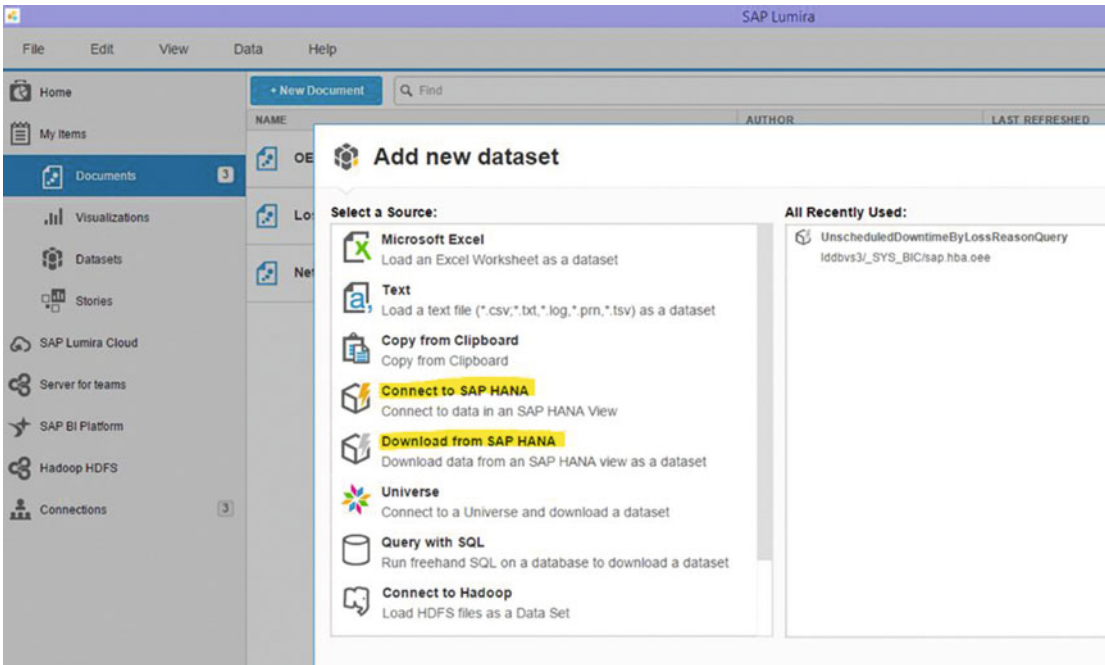 SAP Lumira
File Edit View Data Help
Home
+ New Document
Find
My Items
NAME AUTHOR LAST REFRESHED
Documents 3
OE
Add new dataset
Visualizations
Lo
Select a Source:
All Recently Used:
Microsoft Excel
Load an Excel Worksheet as a dataset
UnscheduledDowntimeByLossReasonQuery
lddbvs3/_SYS_BIC/sap.hba.oee
Datasets
Net
Text
Load a text file (*.csv;*.txt,*.log,*.prn,*.tsv) as a dataset
Stories
Copy from Clipboard
Copy from Clipboard
SAP Lumira Cloud
Server for teams
Connect to SAP HANA
Connect to data in an SAP HANA View
SAP BI Platform
Download from SAP HANA
Download data from an SAP HANA view as a dataset
Hadoop HDFS
Universe
Connect to a Universe and download a dataset
Connections 3
Query with SQL
Run freehand SQL on a database to download a dataset
Connect to Hadoop
Load HDFS files as a Data Set